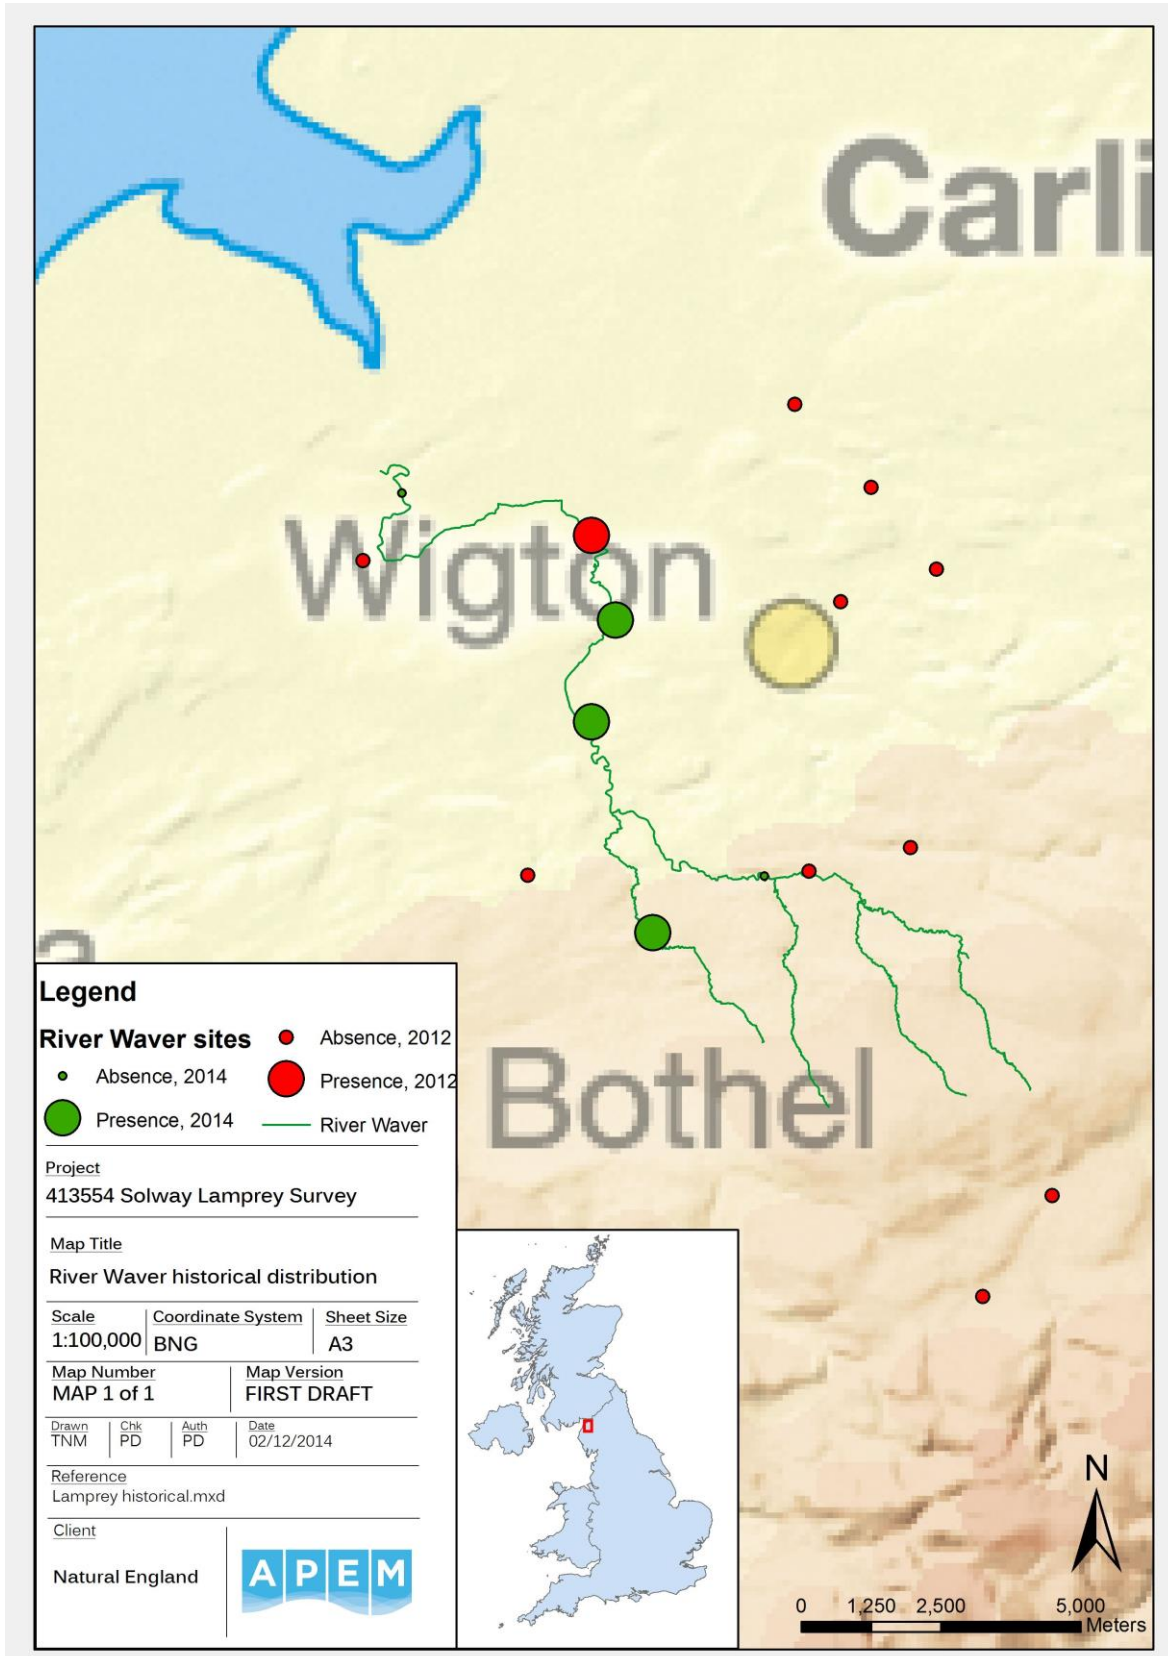 Carli
Wigton
a
Bothel
Legend
River Waver sites
Absence, 2012
Absence, 2014
Presence, 2012
Presence, 2014
River Waver
Project
413554 Solway Lamprey Survey
Map Title
River Waver historical distribution
Scale Coordinate System Sheet Size
1:100,000 BNG A3
Map Number Map Version
MAP 1 of 1 FIRST DRAFT
Drawn Chk Auth Date
TNM PD PD 02/12/2014
Reference
Lamprey historical.mxd
Client
Natural England
APEM
N
0 1,250 2,500 5,000
Meters